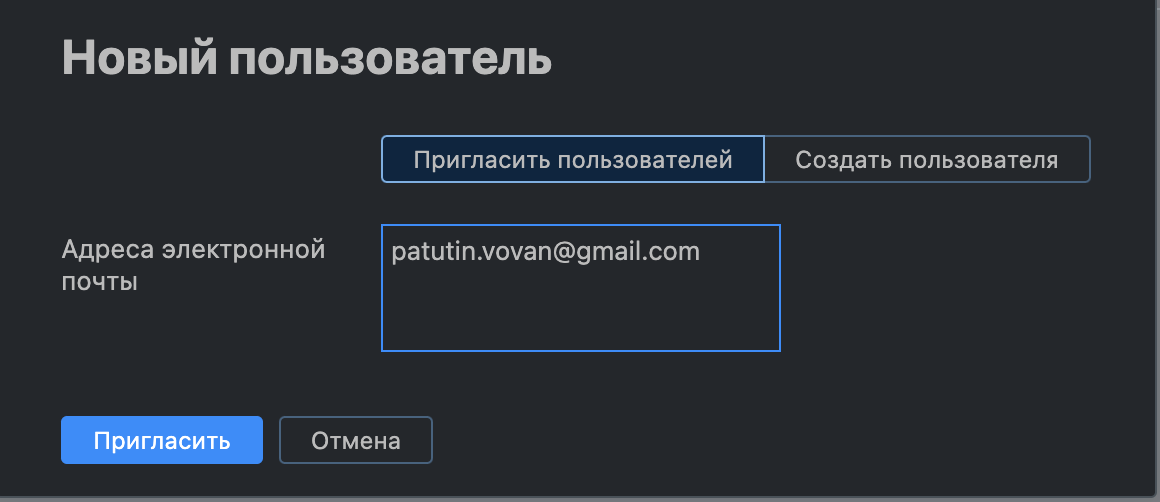 Новый пользователь
Пригласить пользователей
Создать пользователя
Адреса электронной
почты
patutin.vovan@gmail.com
Пригласить
Отмена